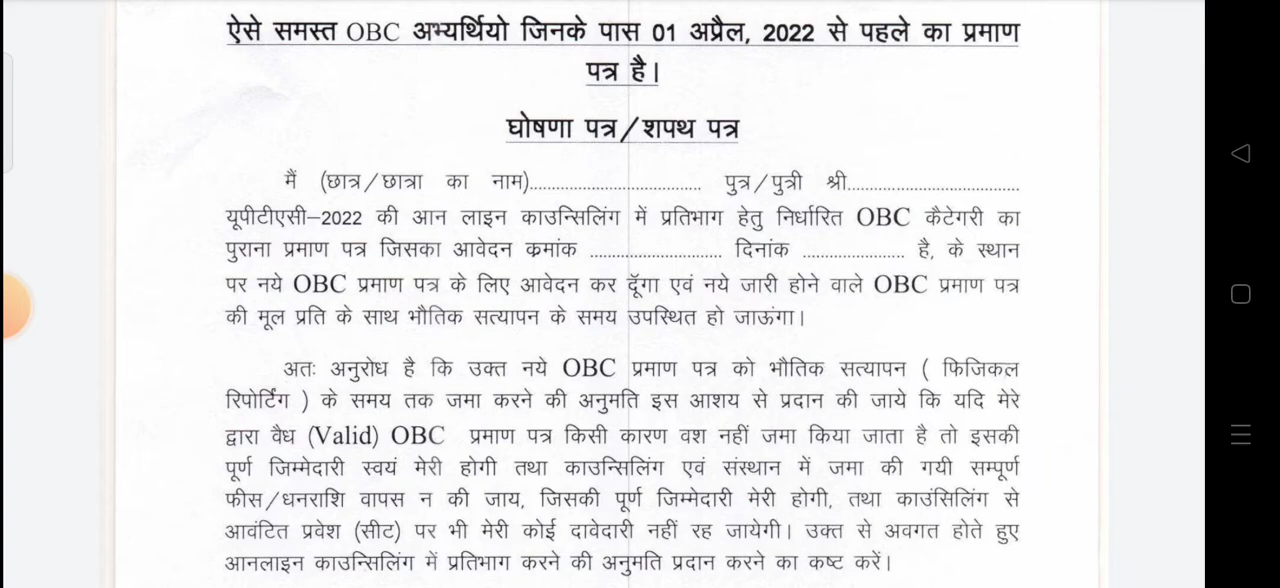 ऐसे समस्त OBC अभ्यर्थियो जिनके पास 01 अप्रैल, 2022 से पहले का प्रमाण
पत्र है।
घोषणा पत्र/शपथ पत्र
मैं (छात्र/छात्रा का नाम)....................................... पुत्र/पुत्री श्री.......................................
यूपीटीएसी–2022 की आन लाइन काउन्सिलिंग में प्रतिभाग हेतु निर्धारित OBC कैटेगरी का
पुराना प्रमाण पत्र जिसका आवेदन क्रमांक .............................. दिनांक ....................... है, के स्थान
पर नये OBC प्रमाण पत्र के लिए आवेदन कर दूँगा एवं नये जारी होने वाले OBC प्रमाण पत्र
की मूल प्रति के साथ भौतिक सत्यापन के समय उपस्थित हो जाऊंगा।
अतः अनुरोध है कि उक्त नये OBC प्रमाण पत्र को भौतिक सत्यापन ( फिजिकल
रिपोर्टिंग ) के समय तक जमा करने की अनुमति इस आशय से प्रदान की जाये कि यदि मेरे
द्वारा वैध (Valid) OBC प्रमाण पत्र किसी कारण वश नहीं जमा किया जाता है तो इसकी
पूर्ण जिम्मेदारी स्वयं मेरी होगी तथा काउन्सिलिंग एवं संस्थान में जमा की गयी सम्पूर्ण
फीस/धनराशि वापस न की जाय, जिसकी पूर्ण जिम्मेदारी मेरी होगी, तथा काउंसिलिंग से
आवंटित प्रवेश (सीट) पर भी मेरी कोई दावेदारी नहीं रह जायेगी। उक्त से अवगत होते हुए
आनलाइन काउन्सिलिंग में प्रतिभाग करने की अनुमति प्रदान करने का कष्ट करें।